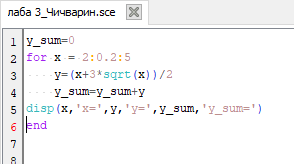 лаба 3_Чичварин.sce
1 y_sum=0
2 for x = 2:0.2:5
3 y=(x+3*sqrt(x))/2
4 y_sum=y_sum+y
5 disp(x,'x=',y,'y=',y_sum,'y_sum=')
6 end